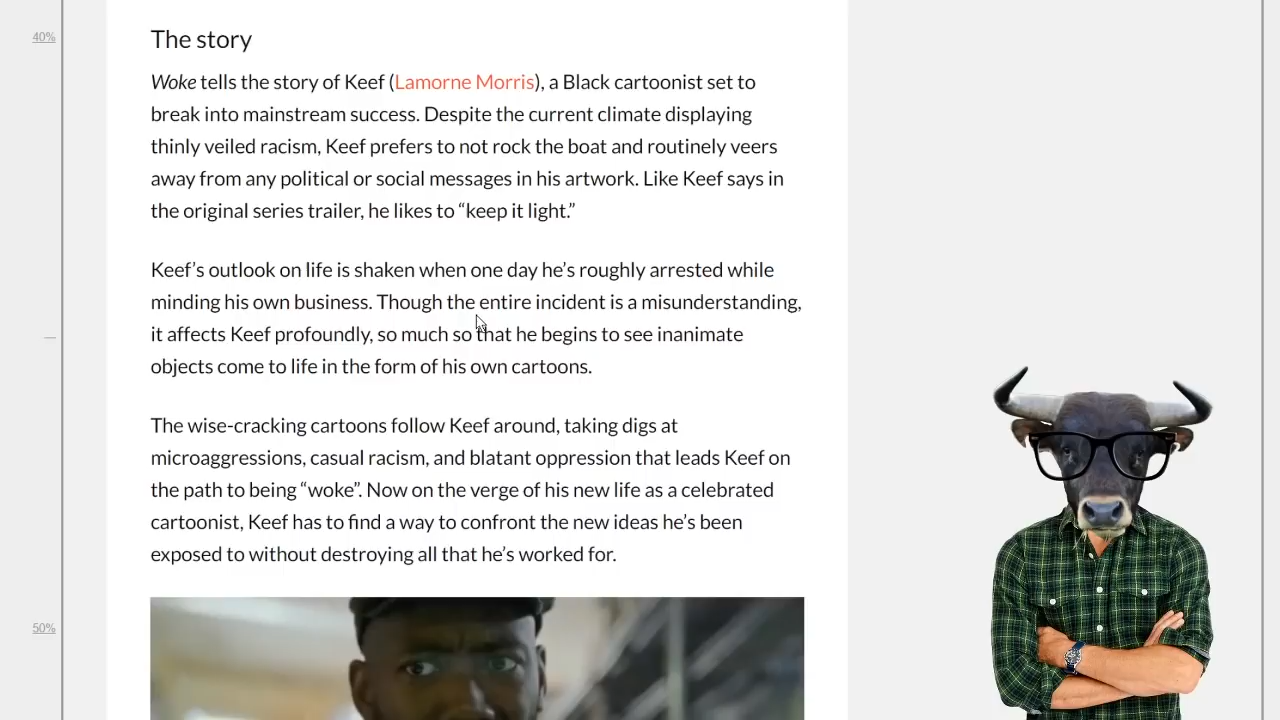 40%
The story
Woke tells the story of Keef (Lamorne Morris), a Black cartoonist set to
break into mainstream success. Despite the current climate displaying
thinly veiled racism, Keef prefers to not rock the boat and routinely veers
away from any political or social messages in his artwork. Like Keef says in
the original series trailer, he likes to “keep it light.”
Keef’s outlook on life is shaken when one day he’s roughly arrested while
minding his own business. Though the entire incident is a misunderstanding,
it affects Keef profoundly, so much so that he begins to see inanimate
objects come to life in the form of his own cartoons.
The wise-cracking cartoons follow Keef around, taking digs at
microaggressions, casual racism, and blatant oppression that leads Keef on
the path to being “woke”. Now on the verge of his new life as a celebrated
cartoonist, Keef has to find a way to confront the new ideas he’s been
exposed to without destroying all that he’s worked for.
50%